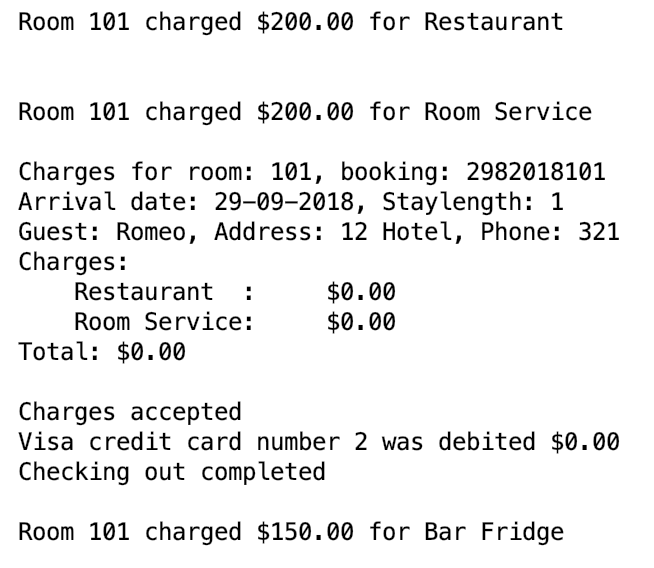 Room 101 charged $200.00 for Restaurant
Room 101 charged $200.00 for Room Service
Charges for room: 101, booking: 2982018101
Arrival date: 29-09-2018, Staylength: 1
Guest: Romeo, Address: 12 Hotel, Phone: 321
Charges:
    Restaurant  :     $0.00
    Room Service:     $0.00
Total: $0.00
Charges accepted
Visa credit card number 2 was debited $0.00
Checking out completed
Room 101 charged $150.00 for Bar Fridge